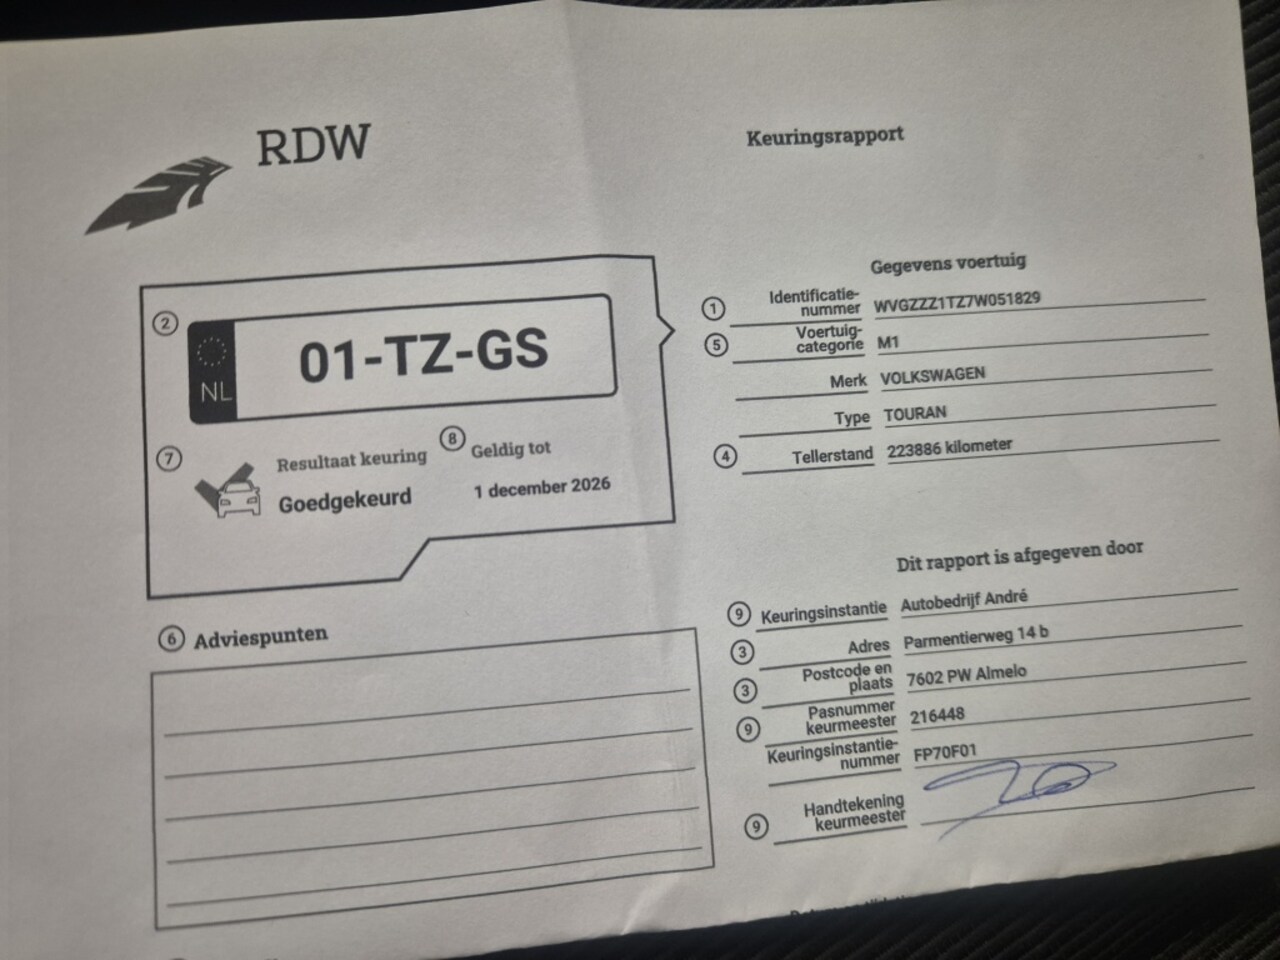 RDW
Keuringsrapport
2
NL
01-TZ-GS
7
Resultaat keuring
Goedgekeurd
8
Geldig tot
1 december 2026
6 Adviespunten
Gegevens voertuig
1 Identificatie-
nummer WVGZZZ1TZ7W051829
5 Voertuig-
categorie M1
Merk VOLKSWAGEN
Type TOURAN
4 Tellerstand 223886 kilometer
Dit rapport is afgegeven door
9 Keuringsinstantie Autobedrijf André
3 Adres Parmentierweg 14 b
3 Postcode en
plaats 7602 PW Almelo
9 Pasnummer
keurmeester 216448
Keuringsinstantie-
nummer FP70F01
9 Handtekening
keurmeester